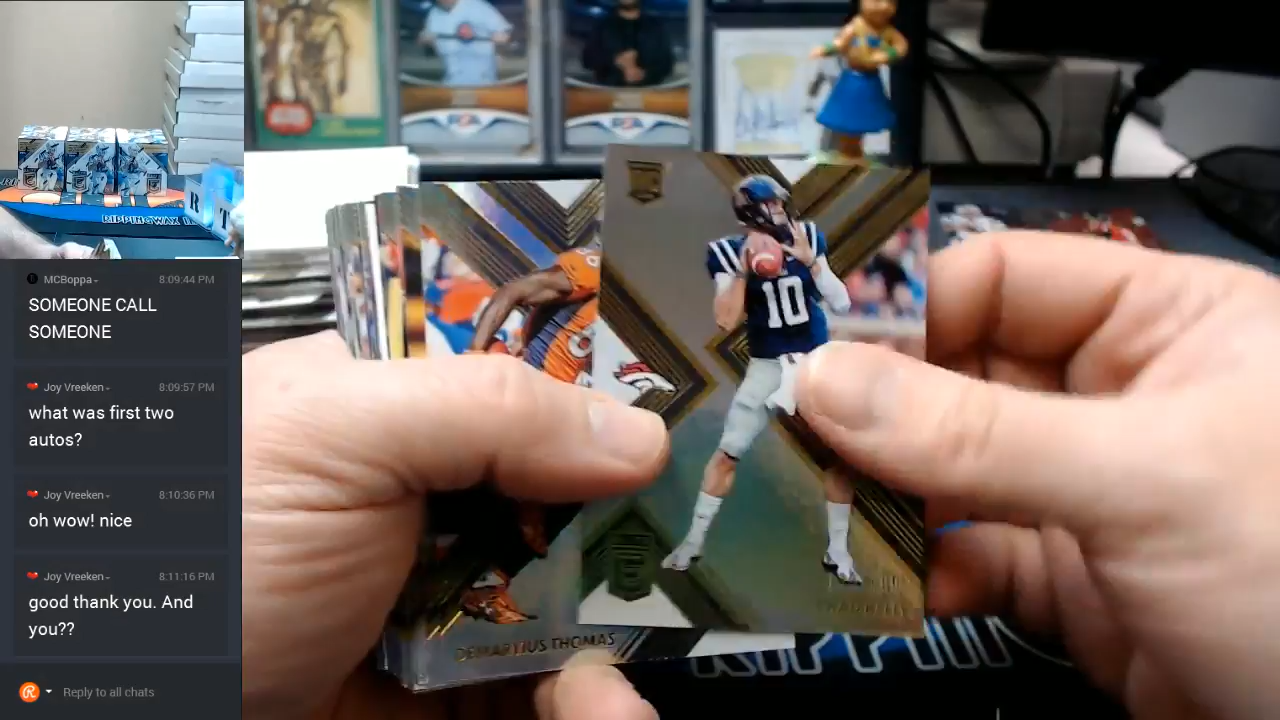 MCBoppa-
8:09:44 PM
SOMEONE CALL
SOMEONE
Joy Vreeken-
8:09:57 PM
what was first two
autos?
Joy Vreeken-
8:10:36 PM
oh wow! nice
Joy Vreeken-
8:11:16 PM
good thank you. And
you??
Reply to all chats
10
DEMARYIUS THOMAS